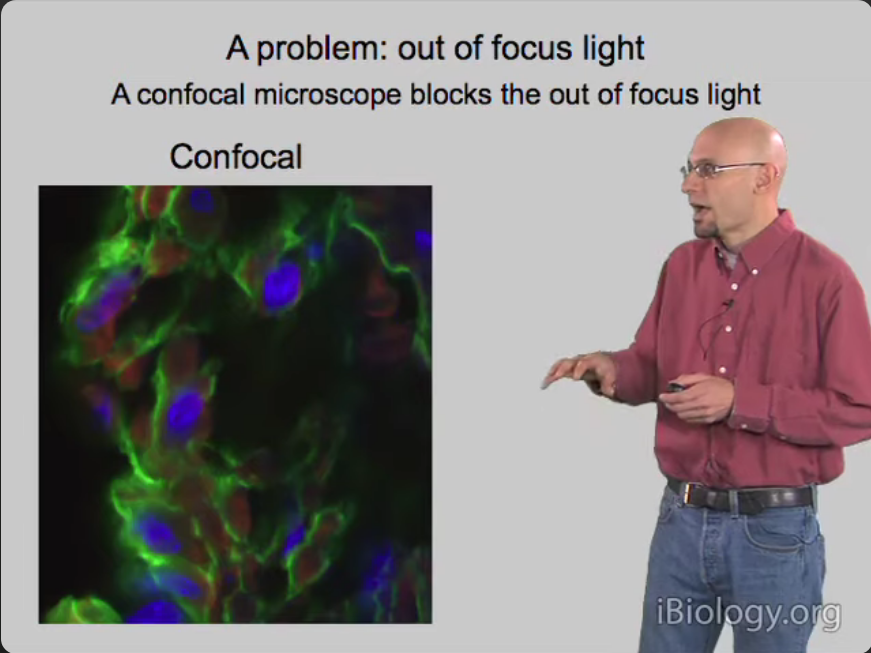 A problem: out of focus light
A confocal microscope blocks the out of focus light
Confocal
iBiology.org